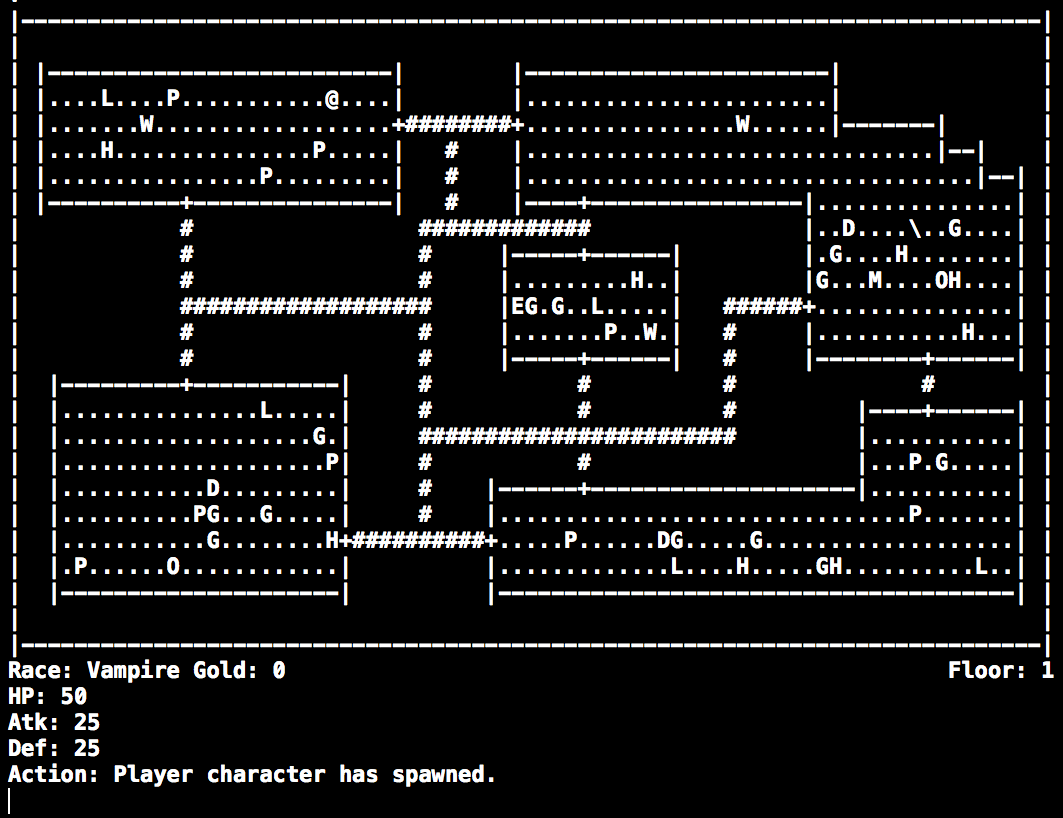 |-----------------------------------------------------------------------------|
|                                                                             |
| |--------------------------|        |-----------------------|               |
| |....L....P...........@....|        |.......................|               |
| |.......W..................+########+................W......|-------|       |
| |....H...............P.....|   #    |...............................|--|    |
| |................P.........|   #    |..................................|--| |
| |----------+---------------|   #    |----+----------------|...............| |
|            #                 #############                |..D....\..G....| |
|            #                 #     |-----+------|         |.G....H........| |
|            #                 #     |.........H..|         |G...M....OH....| |
|            ###################     |EG.G..L.....|   ######+...............| |
|            #                 #     |.......P..W.|   #     |...........H...| |
|            #                 #     |-----+------|   #     |--------+------| |
|  |---------+-----------|     #           #          #              #        |
|  |...............L.....|     #           #          #         |----+------| |
|  |...................G.|     ########################         |...........| |
|  |....................P|     #           #                    |...P.G.....| |
|  |...........D.........|     #    |------+--------------------|...........| |
|  |..........PG...G.....|     #    |...............................P.......| |
|  |...........G........H+##########+.....P......DG.....G...................| |
|  |.P......O............|          |.............L....H.....GH..........L..| |
|  |---------------------|          |---------------------------------------| |
|                                                                             |
|-----------------------------------------------------------------------------|
Race: Vampire Gold: 0                                                  Floor: 1
HP: 50
Atk: 25
Def: 25
Action: Player character has spawned.